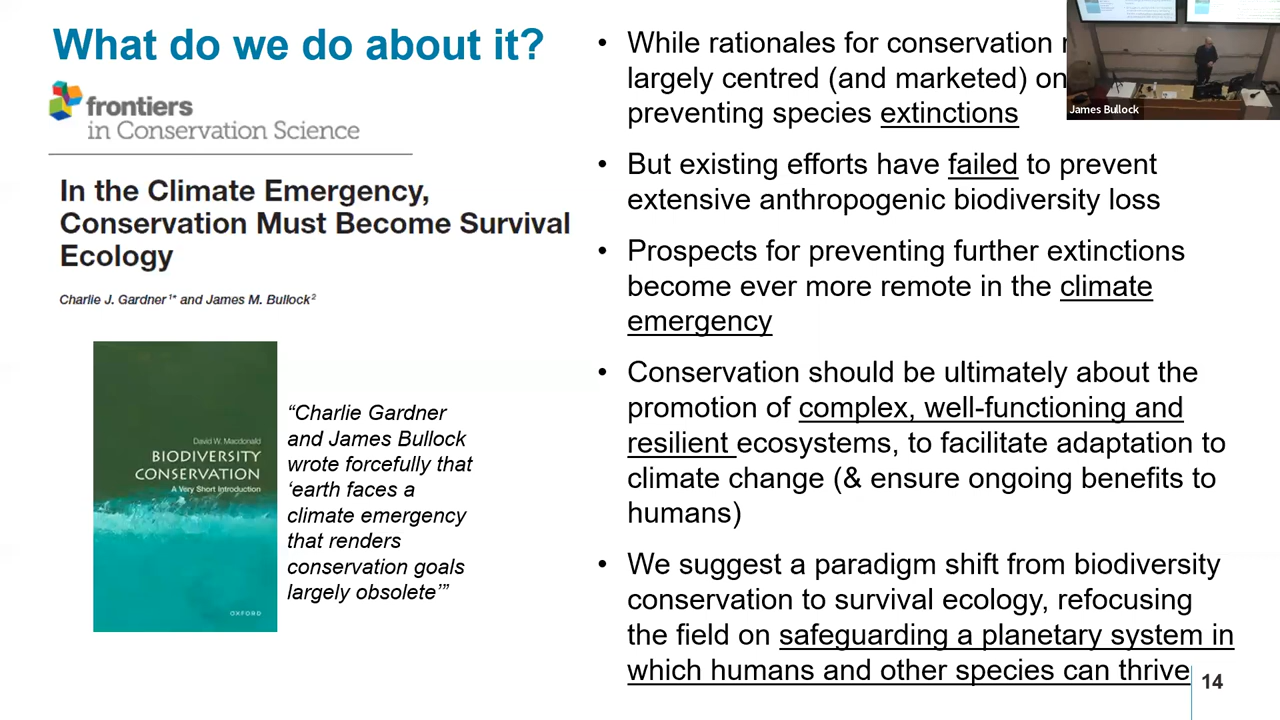 What do we do about it?
frontiers
in Conservation Science
In the Climate Emergency,
Conservation Must Become Survival
Ecology
Charlie J. Gardner 1* and James M. Bullock 2
David W. Macdonald
BIODIVERSITY
CONSERVATION
A Very Short Introduction
OXFORD
“Charlie Gardner
and James Bullock
wrote forcefully that
‘earth faces a
climate emergency
that renders
conservation goals
largely obsolete’”
• While rationales for conservation
largely centred (and marketed) on
preventing species extinctions
• But existing efforts have failed to prevent
extensive anthropogenic biodiversity loss
• Prospects for preventing further extinctions
become ever more remote in the climate
emergency
• Conservation should be ultimately about the
promotion of complex, well-functioning and
resilient ecosystems, to facilitate adaptation to
climate change (& ensure ongoing benefits to
humans)
• We suggest a paradigm shift from biodiversity
conservation to survival ecology, refocusing
the field on safeguarding a planetary system in
which humans and other species can thrive
James Bullock
14